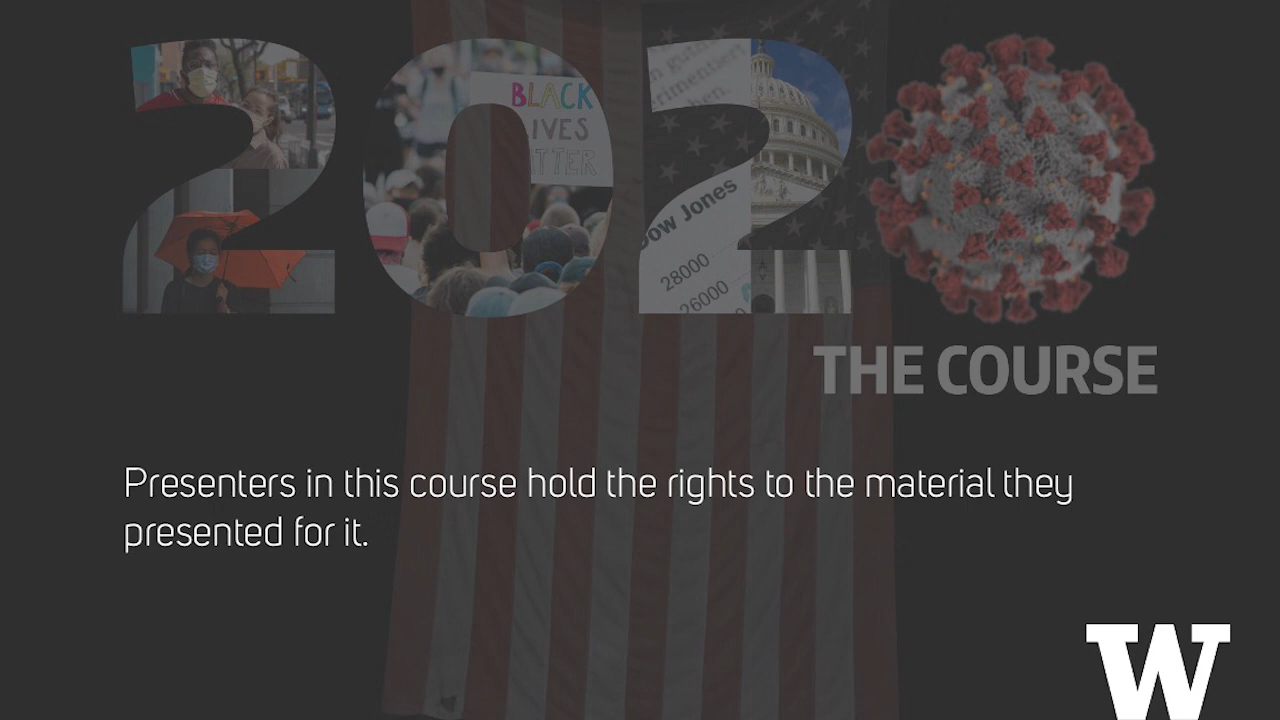 202
BLACK
LIVES
MATTER
Dow Jones
28000
26000
THE COURSE
Presenters in this course hold the rights to the material they
presented for it.
W